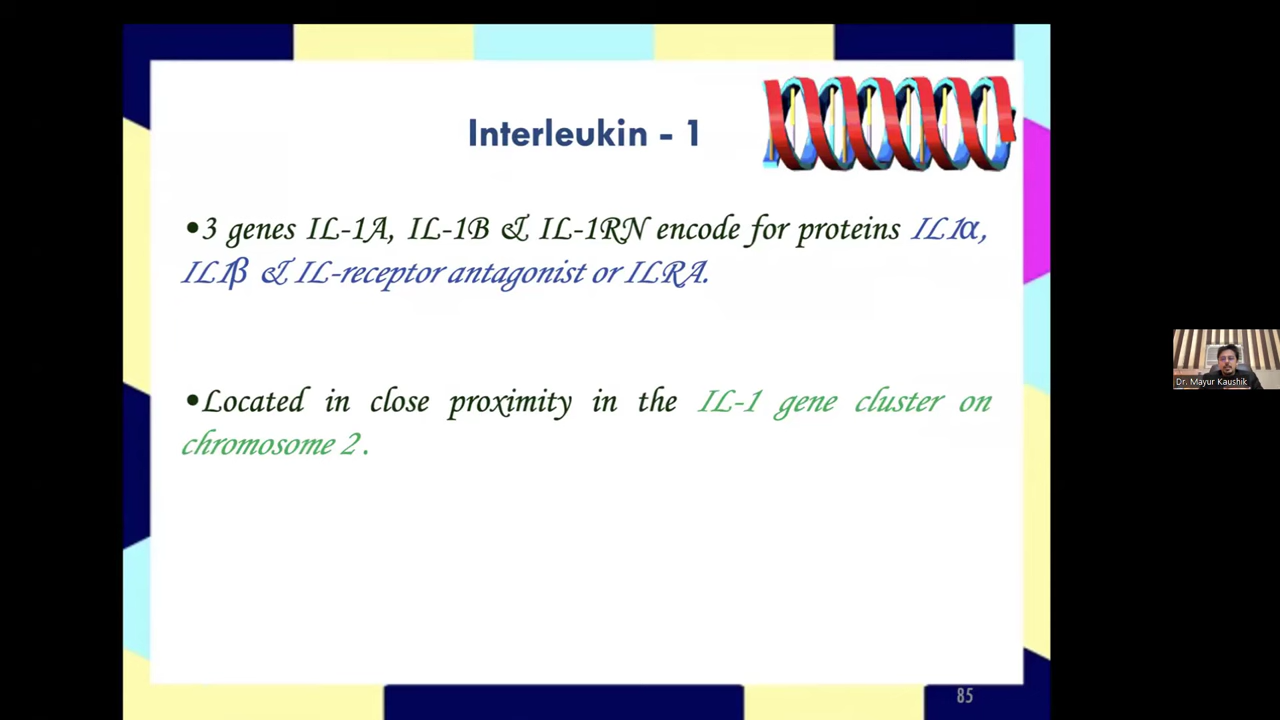 Interleukin - 1
•3 genes IL-1A, IL-1B & IL-1RN encode for proteins IL1α,
IL1β & IL-receptor antagonist or ILRA.
•Located in close proximity in the IL-1 gene cluster on
chromosome 2 .
Dr. Mayur Kaushik
85